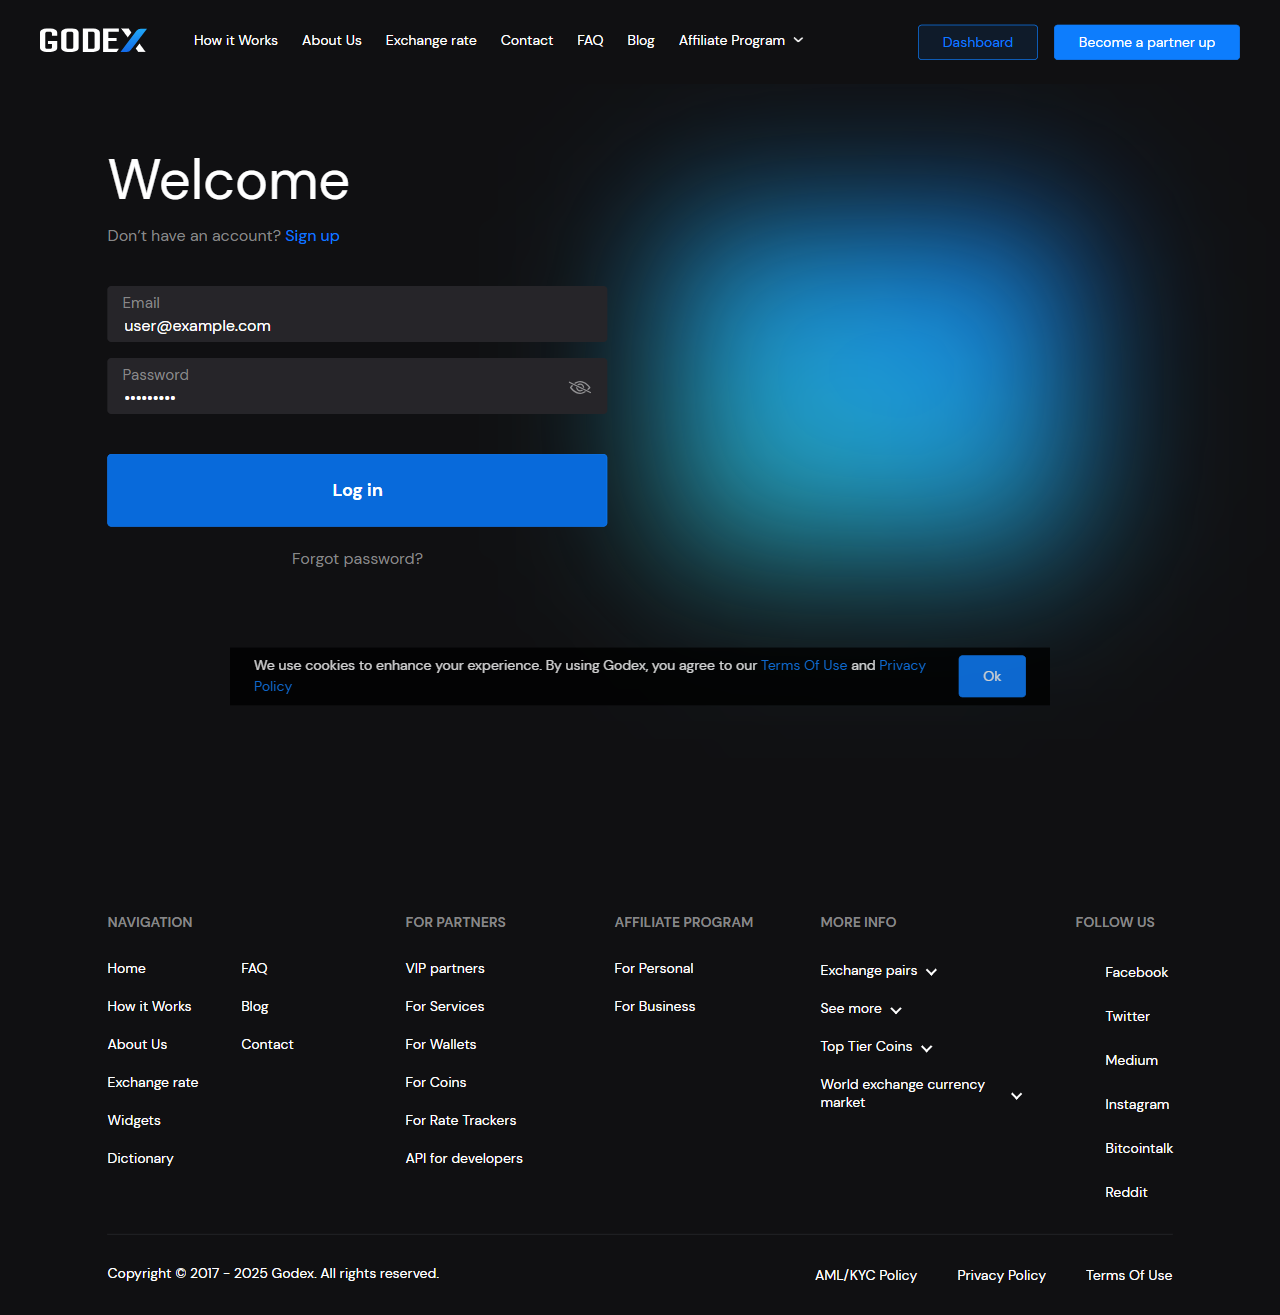 GODEX
How it Works
About Us
Exchange rate
Contact
FAQ
Blog
Affiliate Program
Dashboard
Become a partner up
Welcome
Don’t have an account? Sign up
Email
user@example.com
Password
•••••••••
Log in
Forgot password?
We use cookies to enhance your experience. By using Godex, you agree to our Terms Of Use and Privacy
Policy
Ok
NAVIGATION
Home
How it Works
About Us
Exchange rate
Widgets
Dictionary
FAQ
Blog
Contact
FOR PARTNERS
VIP partners
For Services
For Wallets
For Coins
For Rate Trackers
API for developers
AFFILIATE PROGRAM
For Personal
For Business
MORE INFO
Exchange pairs
See more
Top Tier Coins
World exchange currency
market
FOLLOW US
Facebook
Twitter
Medium
Instagram
Bitcointalk
Reddit
Copyright © 2017 - 2025 Godex. All rights reserved.
AML/KYC Policy
Privacy Policy
Terms Of Use